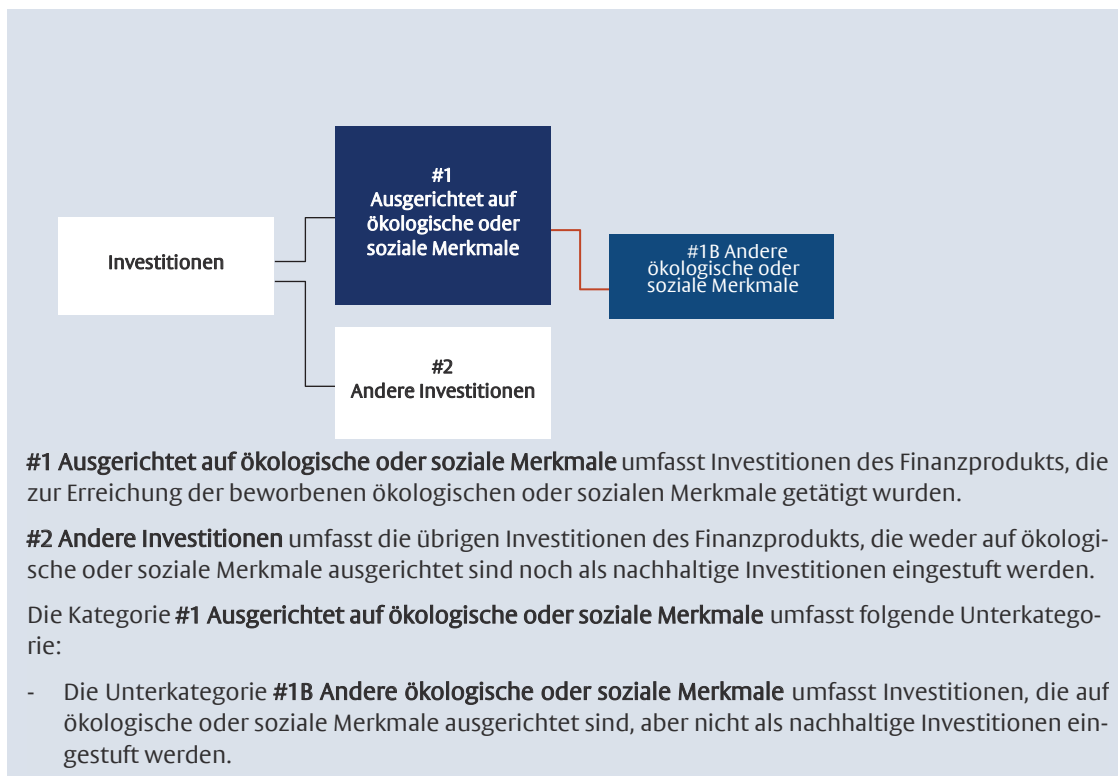 #1
Ausgerichtet auf
ökologische oder
soziale Merkmale
Investitionen
#1B Andere
ökologische oder
soziale Merkmale
#2
Andere Investitionen
#1 Ausgerichtet auf ökologische oder soziale Merkmale umfasst Investitionen des Finanzprodukts, die
zur Erreichung der beworbenen ökologischen oder sozialen Merkmale getätigt wurden.
#2 Andere Investitionen umfasst die übrigen Investitionen des Finanzprodukts, die weder auf ökologi-
sche oder soziale Merkmale ausgerichtet sind noch als nachhaltige Investitionen eingestuft werden.
Die Kategorie #1 Ausgerichtet auf ökologische oder soziale Merkmale umfasst folgende Unterkatego-
rie:
- Die Unterkategorie #1B Andere ökologische oder soziale Merkmale umfasst Investitionen, die auf
ökologische oder soziale Merkmale ausgerichtet sind, aber nicht als nachhaltige Investitionen ein-
gestuft werden.